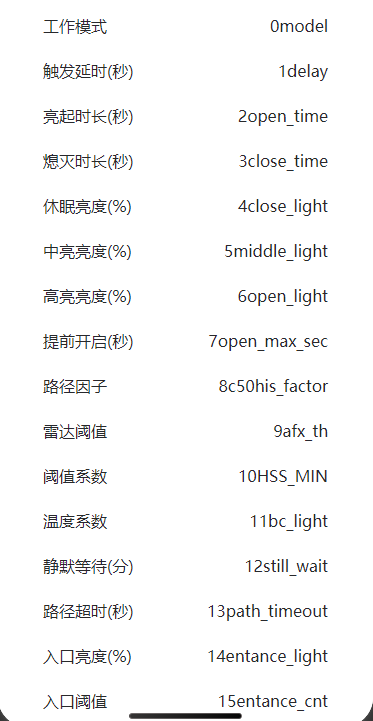 工作模式 0model
触发延时(秒) 1delay
亮起时长(秒) 2open_time
熄灭时长(秒) 3close_time
休眠亮度(%) 4close_light
中亮亮度(%) 5middle_light
高亮亮度(%) 6open_light
提前开启(秒) 7open_max_sec
路径因子 8c50his_factor
雷达阈值 9afx_th
阈值系数 10HSS_MIN
温度系数 11bc_light
静默等待(分) 12still_wait
路径超时(秒) 13path_timeout
入口亮度(%) 14entance_light
入口阈值 15entance_cnt